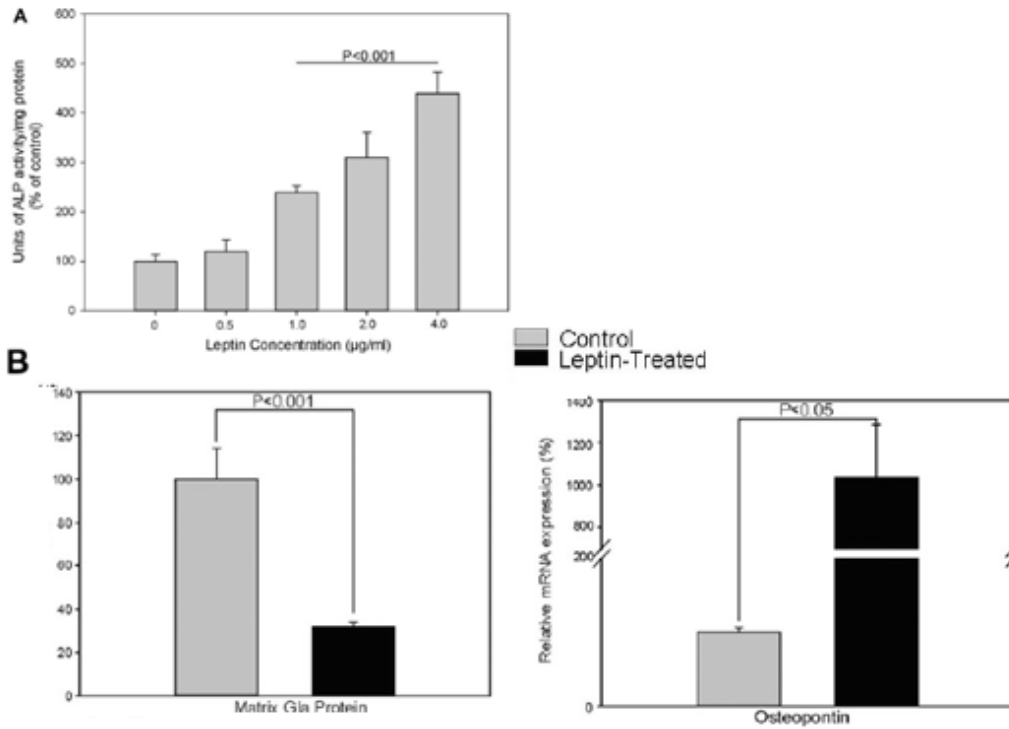 A
600
500
400
300
200
100
0
Units of ALP activity/mg protein
(% of control)
P<0.001
0 0.5 1.0 2.0 4.0
Leptin Concentration (µg/ml)
Control
Leptin-Treated
B
140
120
100
80
60
40
20
0
P<0.001
Matrix Gla Protein
Relative mRNA expression (%)
1400
1200
1000
800
200
0
P<0.05
Osteopontin